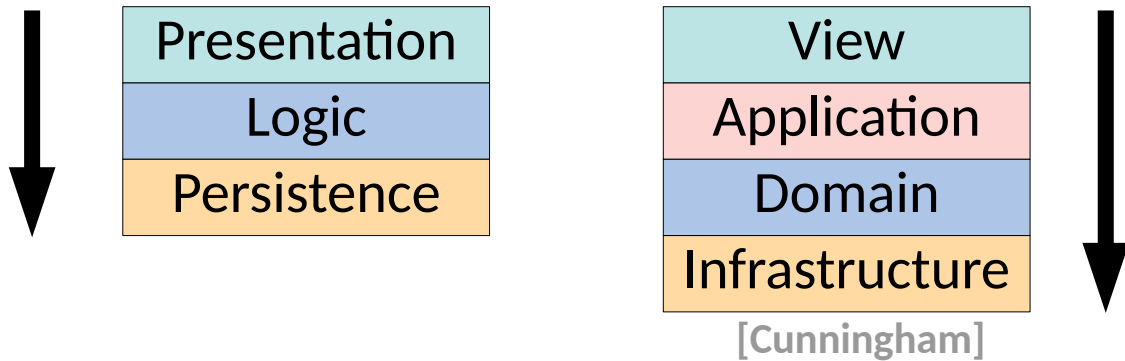 Presentation
Logic
Persistence
View
Application
Domain
Infrastructure
[Cunningham]